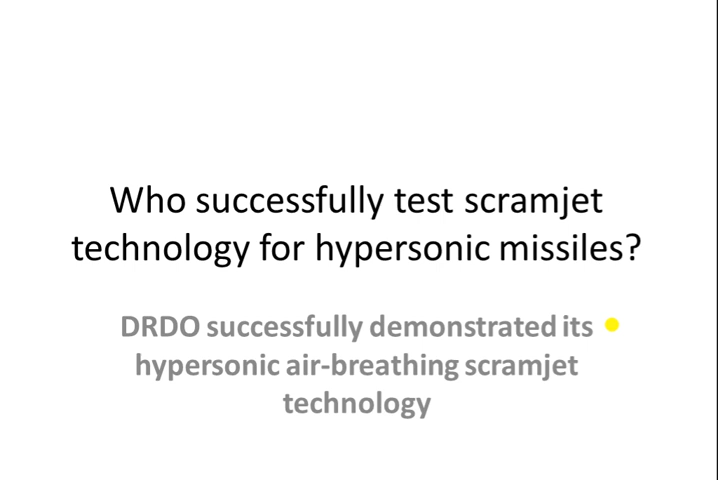 Who successfully test scramjet
technology for hypersonic missiles?
DRDO successfully demonstrated its
hypersonic air-breathing scramjet
technology